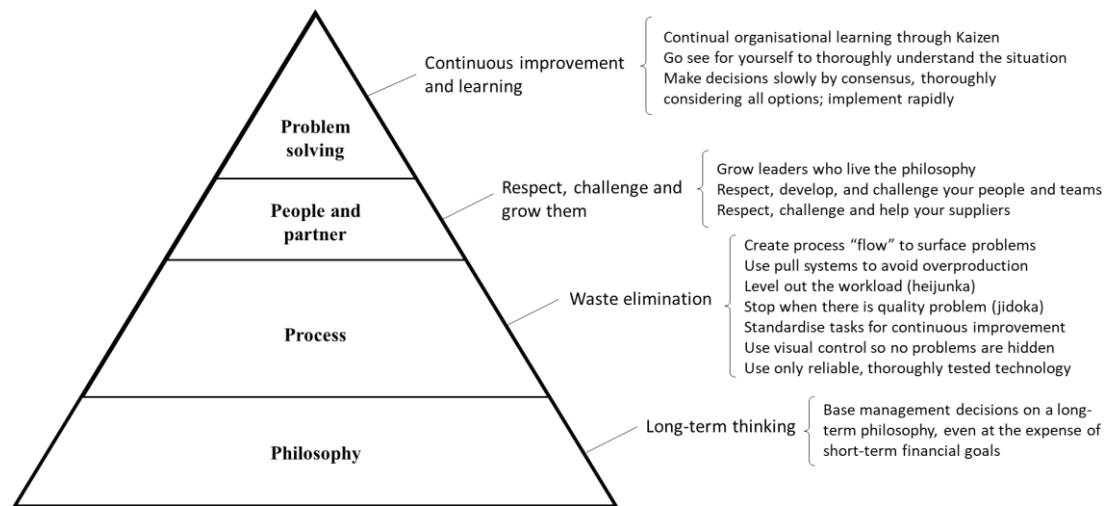 Continuous improvement
and learning
Continual organisational learning through Kaizen
Go see for yourself to thoroughly understand the situation
Make decisions slowly by consensus, thoroughly
considering all options; implement rapidly
Problem
solving
Respect, challenge and
grow them
Grow leaders who live the philosophy
Respect, develop, and challenge your people and teams
Respect, challenge and help your suppliers
People and
partner
Waste elimination
Create process “flow” to surface problems
Use pull systems to avoid overproduction
Level out the workload (heijunka)
Stop when there is quality problem (jidoka)
Standardise tasks for continuous improvement
Use visual control so no problems are hidden
Use only reliable, thoroughly tested technology
Process
Long-term thinking
Base management decisions on a long-
term philosophy, even at the expense of
short-term financial goals
Philosophy